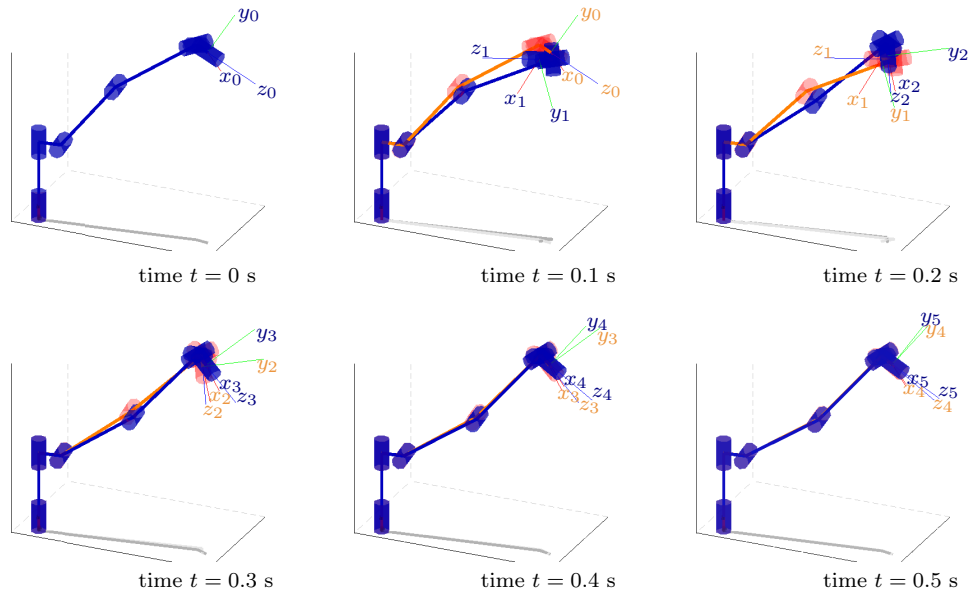 y₀
x₀
z₀
time t = 0 s
y₀
z₁
x₀
z₀
x₁
y₁
time t = 0.1 s
z₁
y₂
x₂
z₂
x₁
y₁
time t = 0.2 s
y₃
y₂
x₃
x₂
z₃
z₂
time t = 0.3 s
y₄
y₃
x₄
x₃
z₄
z₃
time t = 0.4 s
y₅
y₄
x₅
x₄
z₅
z₄
time t = 0.5 s